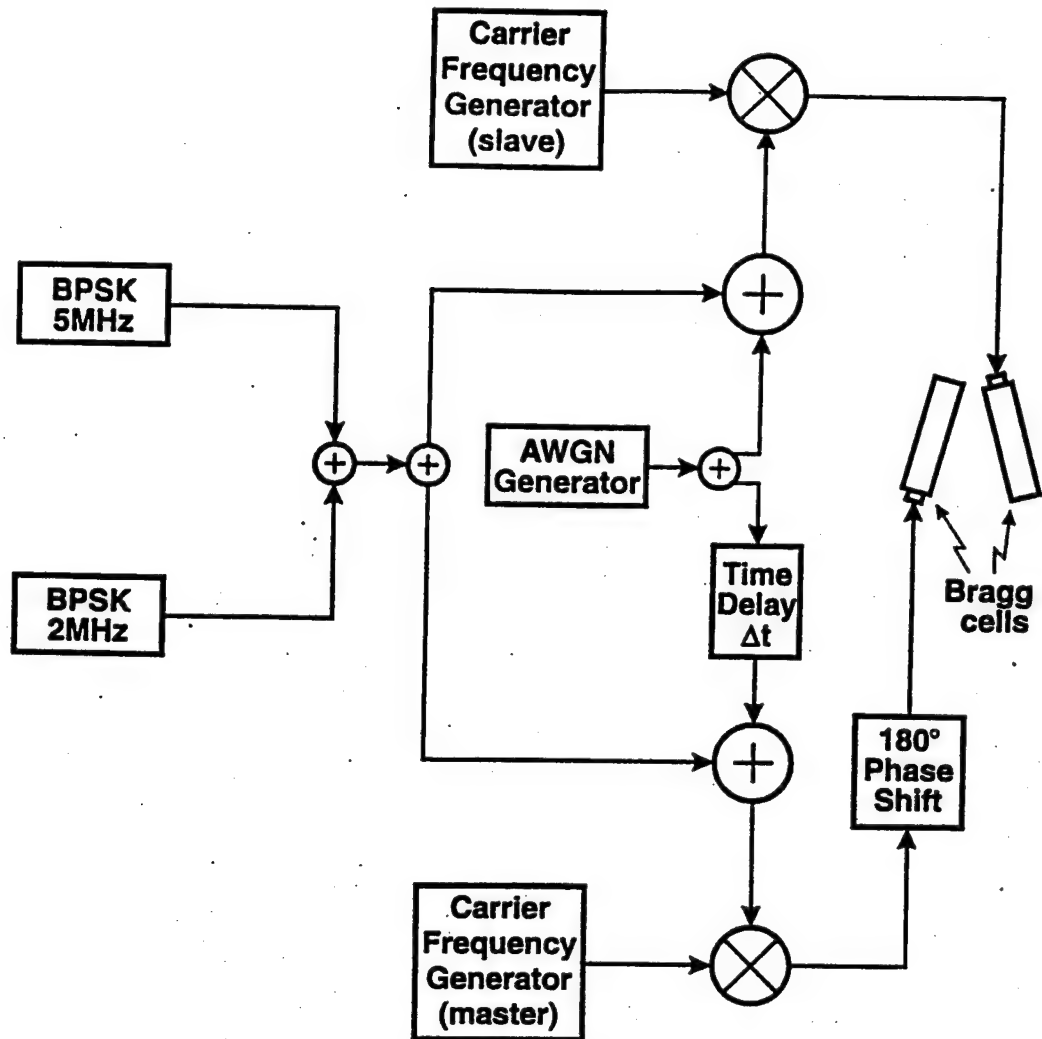 Carrier
Frequency
Generator
(slave)
BPSK
5MHz
AWGN
Generator
BPSK
2MHz
Time
Delay
Δt
Bragg
cells
180°
Phase
Shift
Carrier
Frequency
Generator
(master)